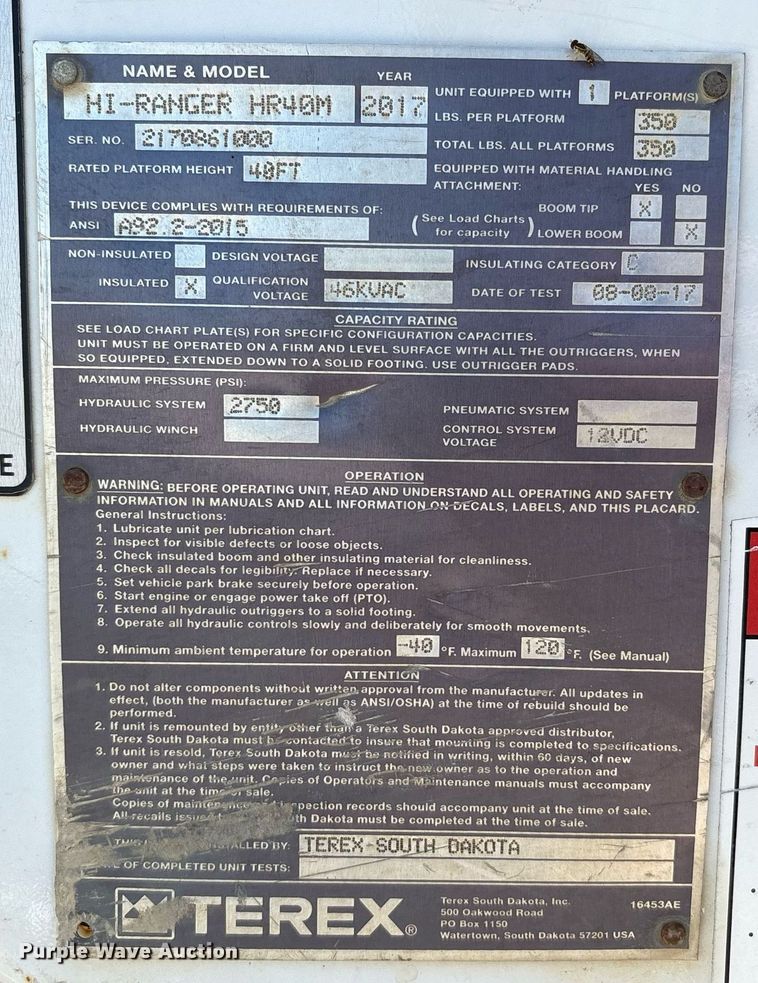 NAME & MODEL
YEAR
HI-RANGER HR40M
2017
UNIT EQUIPPED WITH 1 PLATFORM(S)
LBS. PER PLATFORM 350
SER. NO. 2170861000
TOTAL LBS. ALL PLATFORMS 350
RATED PLATFORM HEIGHT 40FT
EQUIPPED WITH MATERIAL HANDLING
ATTACHMENT:
YES NO
THIS DEVICE COMPLIES WITH REQUIREMENTS OF:
ANSI A92.2-2015
(See Load Charts
for capacity)
BOOM TIP X
LOWER BOOM X
NON-INSULATED
DESIGN VOLTAGE
INSULATING CATEGORY C
INSULATED X
QUALIFICATION
VOLTAGE 46KVAC
DATE OF TEST 08-08-17
CAPACITY RATING
SEE LOAD CHART PLATE(S) FOR SPECIFIC CONFIGURATION CAPACITIES.
UNIT MUST BE OPERATED ON A FIRM AND LEVEL SURFACE WITH ALL THE OUTRIGGERS, WHEN
SO EQUIPPED, EXTENDED DOWN TO A SOLID FOOTING. USE OUTRIGGER PADS.
MAXIMUM PRESSURE (PSI):
HYDRAULIC SYSTEM 2750
PNEUMATIC SYSTEM
HYDRAULIC WINCH
CONTROL SYSTEM
VOLTAGE 12VDC
OPERATION
WARNING: BEFORE OPERATING UNIT, READ AND UNDERSTAND ALL OPERATING AND SAFETY
INFORMATION IN MANUALS AND ALL INFORMATION ON DECALS, LABELS, AND THIS PLACARD.
General Instructions:
1. Lubricate unit per lubrication chart.
2. Inspect for visible defects or loose objects.
3. Check insulated boom and other insulating material for cleanliness.
4. Check all decals for legibility. Replace if necessary.
5. Set vehicle park brake securely before operation.
6. Start engine or engage power take off (PTO).
7. Extend all hydraulic outriggers to a solid footing.
8. Operate all hydraulic controls slowly and deliberately for smooth movements.
9. Minimum ambient temperature for operation -40 °F. Maximum 120 °F. (See Manual)
ATTENTION
1. Do not alter components without written approval from the manufacturer. All updates in
effect, (both the manufacturer as well as ANSI/OSHA) at the time of rebuild should be
performed.
2. If unit is remounted by entity other than a Terex South Dakota approved distributor,
Terex South Dakota must be contacted to insure that mounting is completed to specifications.
3. If unit is resold, Terex South Dakota must be notified in writing, within 60 days, of new
owner and what steps were taken to instruct the new owner as to the operation and
maintenance of the unit. Copies of Operators and Maintenance manuals must accompany
the unit at the time of sale.
Copies of maintenance and inspection records should accompany unit at the time of sale.
All recalls issued by South Dakota must be completed at the time of sale.
THIS INSTALLED BY: TEREX-SOUTH DAKOTA
OF COMPLETED UNIT TESTS:
TEREX®
Terex South Dakota, Inc.
500 Oakwood Road
PO Box 1150
Watertown, South Dakota 57201 USA
16453AE
E
Purple Wave Auction